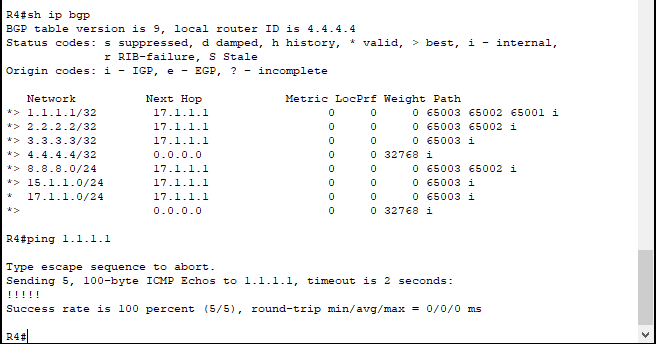 R4#sh ip bgp
BGP table version is 9, local router ID is 4.4.4.4
Status codes: s suppressed, d damped, h history, * valid, > best, i - internal,
              r RIB-failure, S Stale
Origin codes: i - IGP, e - EGP, ? - incomplete

   Network          Next Hop            Metric LocPrf Weight Path
*> 1.1.1.1/32       17.1.1.1                 0      0      0 65003 65002 65001 i
*> 2.2.2.2/32       17.1.1.1                 0      0      0 65003 65002 i
*> 3.3.3.3/32       17.1.1.1                 0      0      0 65003 i
*> 4.4.4.4/32       0.0.0.0                  0      0 32768 i
*> 8.8.8.0/24       17.1.1.1                 0      0      0 65003 65002 i
*> 15.1.1.0/24      17.1.1.1                 0      0      0 65003 i
*  17.1.1.0/24      17.1.1.1                 0      0      0 65003 i
*>                  0.0.0.0                  0      0 32768 i

R4#ping 1.1.1.1

Type escape sequence to abort.
Sending 5, 100-byte ICMP Echos to 1.1.1.1, timeout is 2 seconds:
!!!!!
Success rate is 100 percent (5/5), round-trip min/avg/max = 0/0/0 ms

R4#